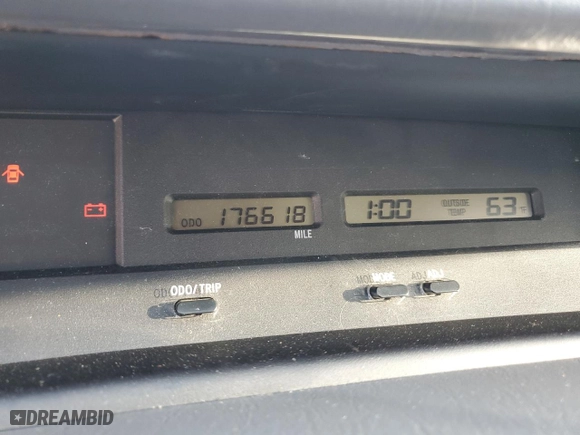 ODO 176618
MILE
1:00 OUTSIDE TEMP 63°F
ODO/TRIP
MODE
ADJ
DREAMBID